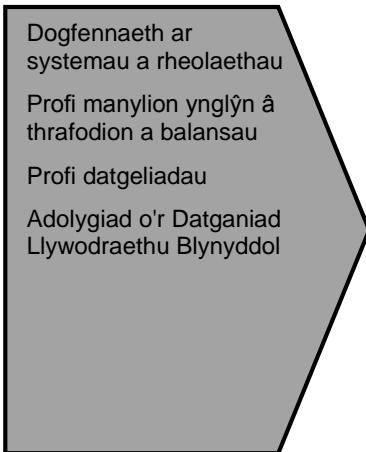 Dogfennaeth ar
systemau a rheolaethau
Profi manylion ynglŷn â
thrafodion a balansau
Profi datgeliadau
Adolygiad o'r Datganiad
Llywodraethu Blynyddol